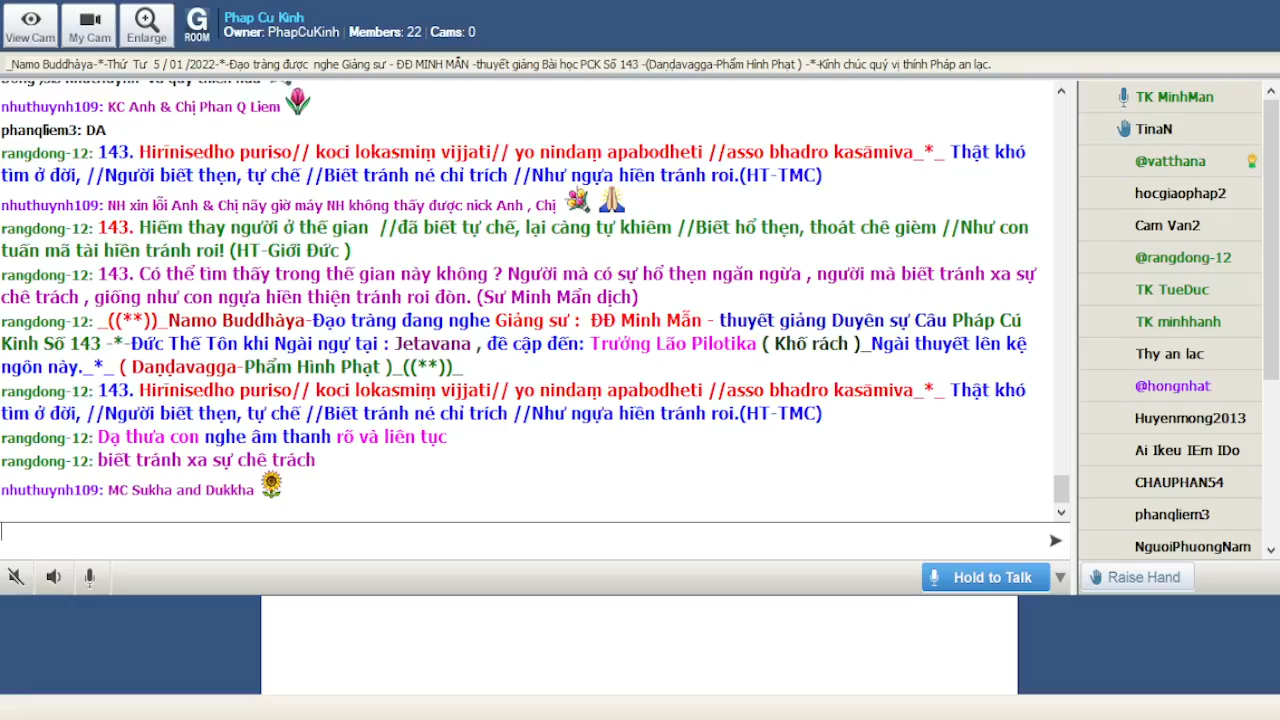 View Cam
My Cam
Enlarge
G
ROOM
Phap Cu Kinh
Owner: PhapCuKinh | Members: 22 | Cams: 0
_Namo Buddhàya-*-Thứ Tư 5 / 01 /2022-*-Đạo tràng được nghe Giảng sư - ĐĐ MINH MẪN -thuyết giảng Bài học PCK Số 143 -(Daṇḍavagga-Phẩm Hình Phạt ) -*-Kính chúc quý vị thính Pháp an lạc.
nhuthuynh109: KC Anh & Chị Phan Q Liem
phanqliem3: DA
rangdong-12: 143. Hirīnisedho puriso// koci lokasmiṃ vijjati// yo nindaṃ apabodheti //asso bhadro kasāmiva_*_ Thật khó
tìm ở đời, //Người biết thẹn, tự chế //Biết tránh né chỉ trích //Như ngựa hiền tránh roi.(HT-TMC)
nhuthuynh109: NH xin lỗi Anh & Chị nãy giờ máy NH không thấy được nick Anh , Chị
rangdong-12: 143. Hiếm thay người ở thế gian //đã biết tự chế, lại càng tự khiêm //Biết hổ thẹn, thoát chê gièm //Như con
tuấn mã tài hiền tránh roi! (HT-Giới Đức )
rangdong-12: 143. Có thể tìm thấy trong thế gian này không ? Người mà có sự hổ thẹn ngăn ngừa , người mà biết tránh xa sự
chê trách , giống như con ngựa hiền thiện tránh roi đòn. (Sư Minh Mẩn dịch)
rangdong-12: _((**))_Namo Buddhàya-Đạo tràng đang nghe Giảng sư : ĐĐ Minh Mẫn - thuyết giảng Duyên sự Câu Pháp Cú
Kinh Số 143 -*-Đức Thế Tôn khi Ngài ngự tại : Jetavana , đề cập đến: Trưởng Lão Pilotika ( Khố rách )_Ngài thuyết lên kệ
ngôn này._*_ ( Daṇḍavagga-Phẩm Hình Phạt )_((**))_
rangdong-12: 143. Hirīnisedho puriso// koci lokasmiṃ vijjati// yo nindaṃ apabodheti //asso bhadro kasāmiva_*_ Thật khó
tìm ở đời, //Người biết thẹn, tự chế //Biết tránh né chỉ trích //Như ngựa hiền tránh roi.(HT-TMC)
rangdong-12: Dạ thưa con nghe âm thanh rõ và liên tục
rangdong-12: biết tránh xa sự chê trách
nhuthuynh109: MC Sukha and Dukkha
Hold to Talk
TK MinhMan
TinaN
@vatthana
hocgiaophap2
Cam Van2
@rangdong-12
TK TueDuc
TK minhhanh
Thy an lac
@hongnhat
Huyenmong2013
Ai Ikeu IEm IDo
CHAUPHAN54
phanqliem3
NguoiPhuongNam
Raise Hand